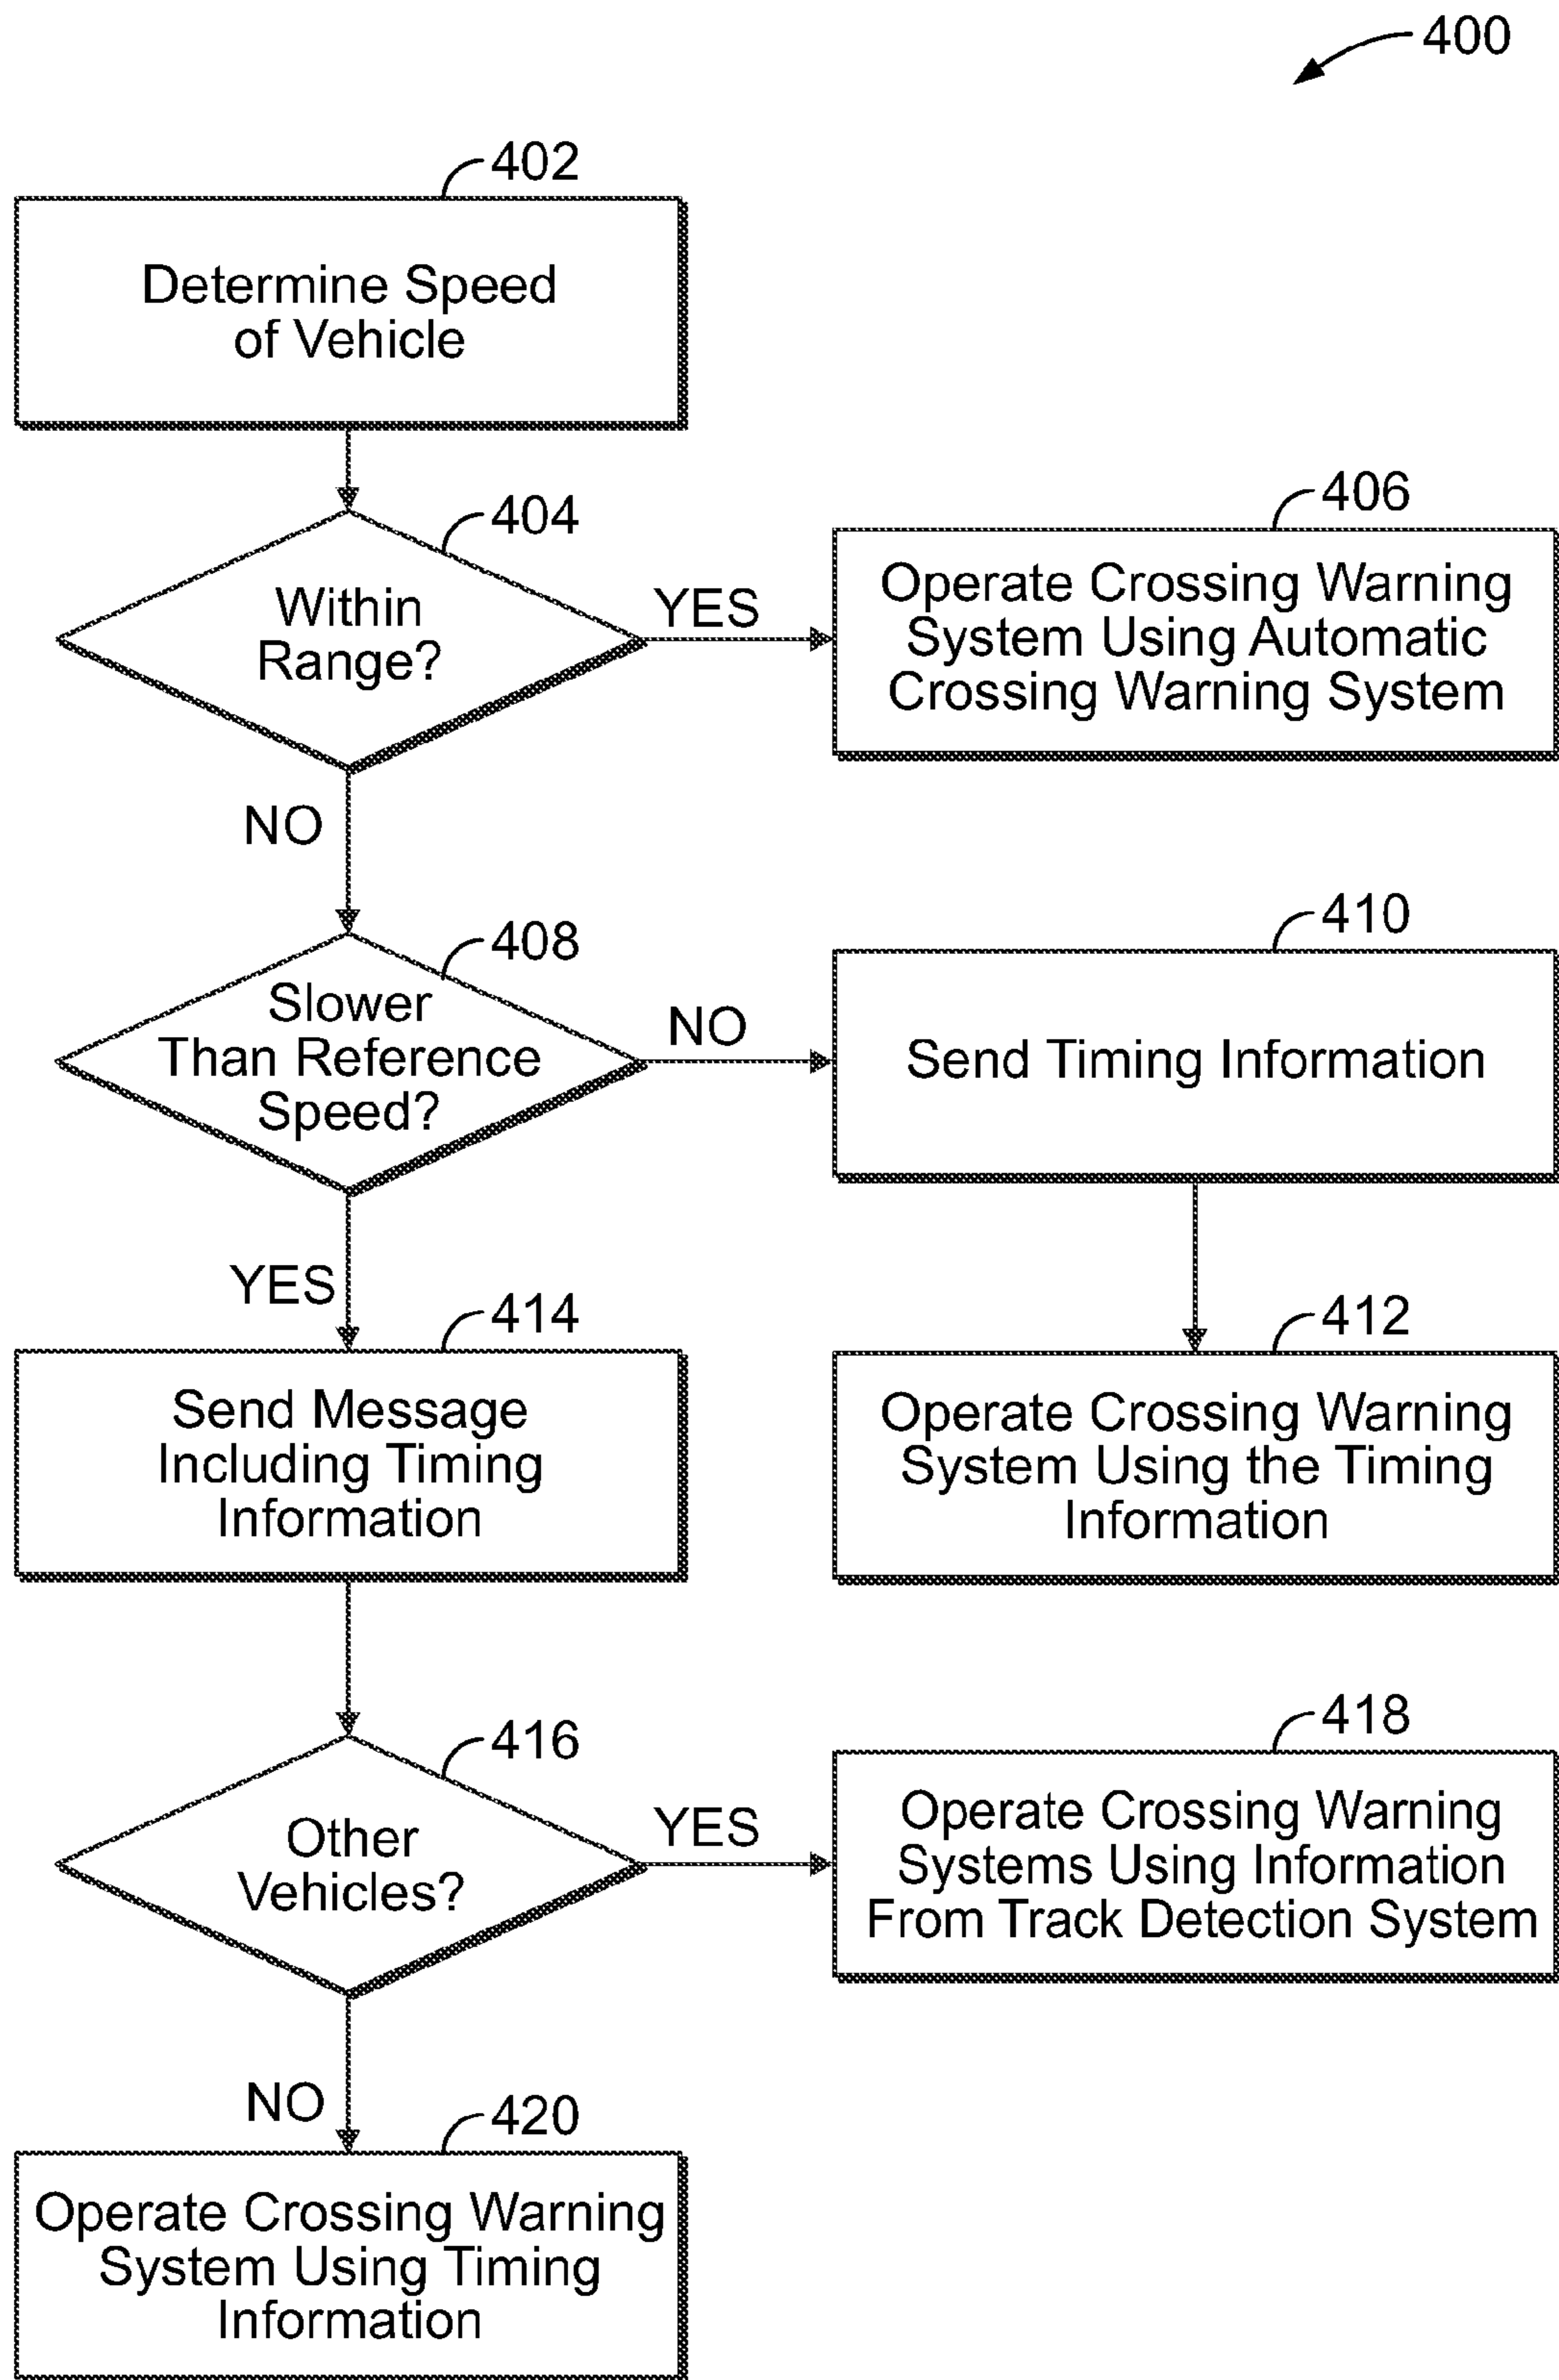 400
402
Determine Speed
of Vehicle
404
Within
Range?
YES
406
Operate Crossing Warning
System Using Automatic
Crossing Warning System
NO
408
Slower
Than Reference
Speed?
NO
410
Send Timing Information
YES
412
Operate Crossing Warning
System Using the Timing
Information
414
Send Message
Including Timing
Information
416
Other
Vehicles?
YES
418
Operate Crossing Warning
Systems Using Information
From Track Detection System
NO
420
Operate Crossing Warning
System Using Timing
Information